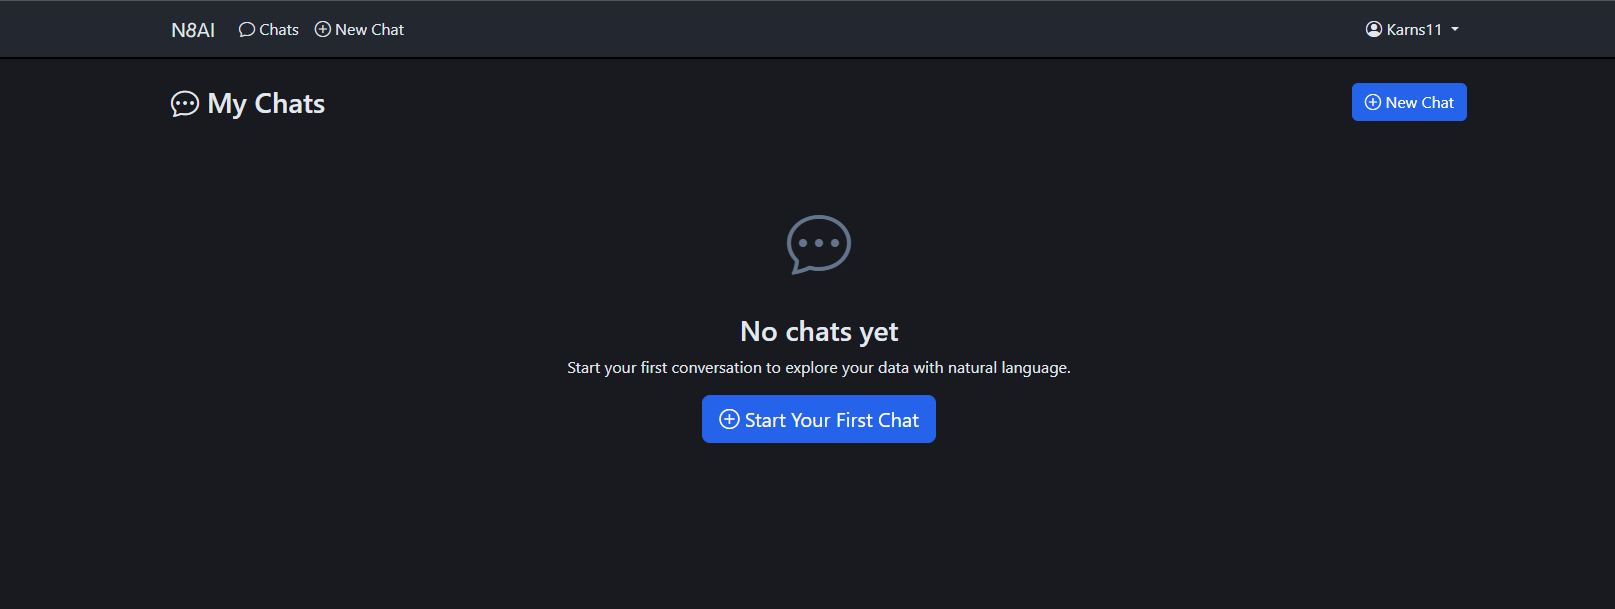 N8AI Chats New Chat Karns11
My Chats New Chat
No chats yet
Start your first conversation to explore your data with natural language.
Start Your First Chat